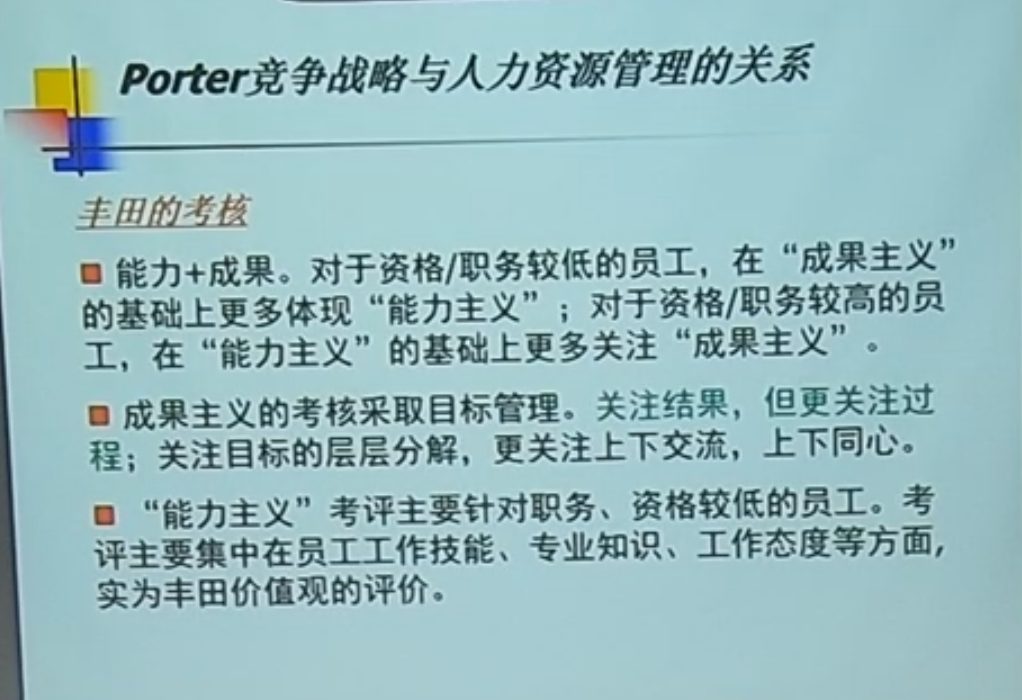 Porter竞争战略与人力资源管理的关系
丰田的考核
能力+成果。对于资格/职务较低的员工，在“成果主义”
的基础上更多体现“能力主义”；对于资格/职务较高的员
工，在“能力主义”的基础上更多关注“成果主义”。
成果主义的考核采取目标管理。关注结果，但更关注过
程；关注目标的层层分解，更关注上下交流，上下同心。
“能力主义”考评主要针对职务、资格较低的员工。考
评主要集中在员工工作技能、专业知识、工作态度等方面，
实为丰田价值观的评价。